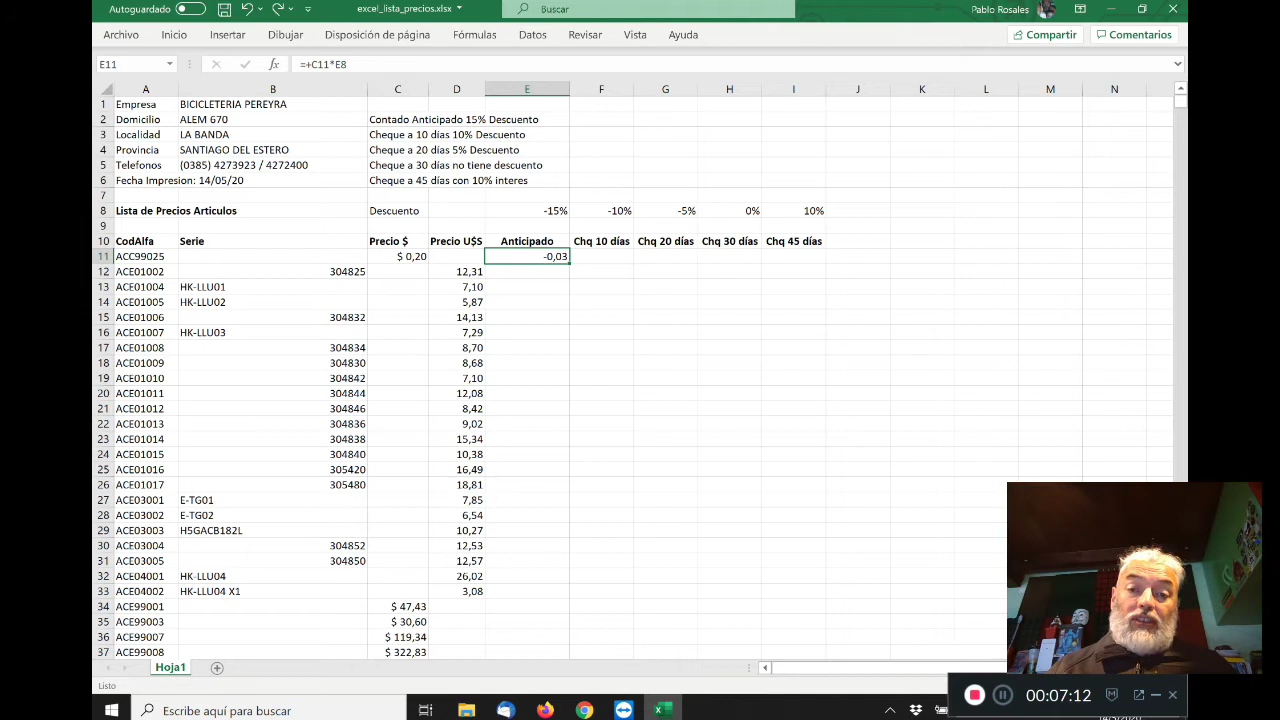 Autoguardado
excel_lista_precios.xlsx
Buscar
Pablo Rosales
Archivo Inicio Insertar Dibujar Disposición de página Fórmulas Datos Revisar Vista Ayuda Compartir Comentarios
E11 fx =+C11*E8
A B C D E F G H I J K L M N
1 Empresa BICICLETERIA PEREYRA
2 Domicilio ALEM 670 Contado Anticipado 15% Descuento
3 Localidad LA BANDA Cheque a 10 días 10% Descuento
4 Provincia SANTIAGO DEL ESTERO Cheque a 20 días 5% Descuento
5 Telefonos (0385) 4273923 / 4272400 Cheque a 30 días no tiene descuento
6 Fecha Impresion: 14/05/20 Cheque a 45 días con 10% interes
7
8 Lista de Precios Articulos Descuento -15% -10% -5% 0% 10%
9
10 CodAlfa Serie Precio $ Precio U$S Anticipado Chq 10 días Chq 20 días Chq 30 días Chq 45 días
11 ACC99025 $ 0,20 -0,03
12 ACE01002 304825 12,31
13 ACE01004 HK-LLU01 7,10
14 ACE01005 HK-LLU02 5,87
15 ACE01006 304832 14,13
16 ACE01007 HK-LLU03 7,29
17 ACE01008 304834 8,70
18 ACE01009 304830 8,68
19 ACE01010 304842 7,10
20 ACE01011 304844 12,08
21 ACE01012 304846 8,42
22 ACE01013 304836 9,02
23 ACE01014 304838 15,34
24 ACE01015 304840 10,38
25 ACE01016 305420 16,49
26 ACE01017 305480 18,81
27 ACE03001 E-TG01 7,85
28 ACE03002 E-TG02 6,54
29 ACE03003 H5GACB182L 10,27
30 ACE03004 304852 12,53
31 ACE03005 304850 12,57
32 ACE04001 HK-LLU04 26,02
33 ACE04002 HK-LLU04 X1 3,08
34 ACE99001 $ 47,43
35 ACE99003 $ 30,60
36 ACE99007 $ 119,34
37 ACE99008 $ 322,83
Hoja1
Listo
00:07:12
Escribe aquí para buscar